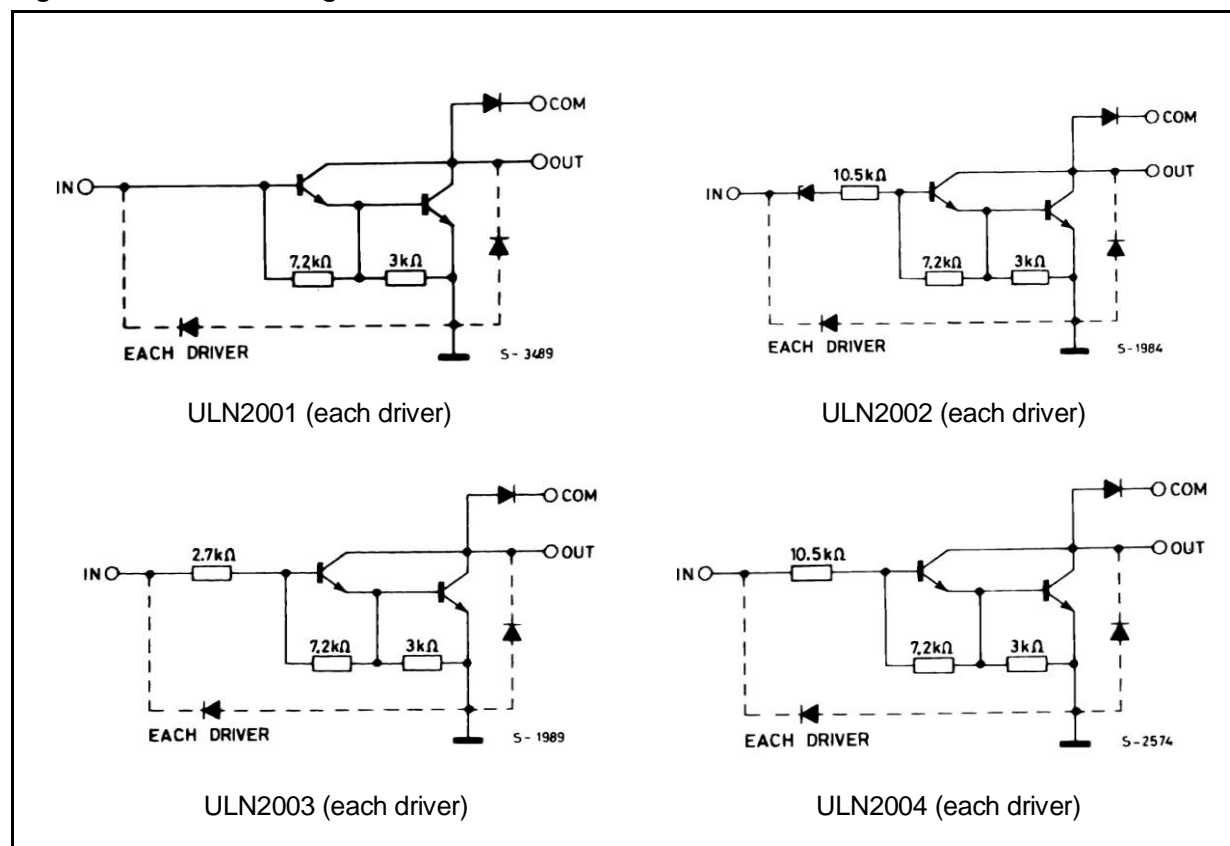 COM
OUT
IN
7.2kΩ
3kΩ
EACH DRIVER
S - 3489
ULN2001 (each driver)
COM
OUT
IN
10.5kΩ
7.2kΩ
3kΩ
EACH DRIVER
S - 1984
ULN2002 (each driver)
COM
OUT
IN
2.7kΩ
7.2kΩ
3kΩ
EACH DRIVER
S - 1989
ULN2003 (each driver)
COM
OUT
IN
10.5kΩ
7.2kΩ
3kΩ
EACH DRIVER
S - 2574
ULN2004 (each driver)